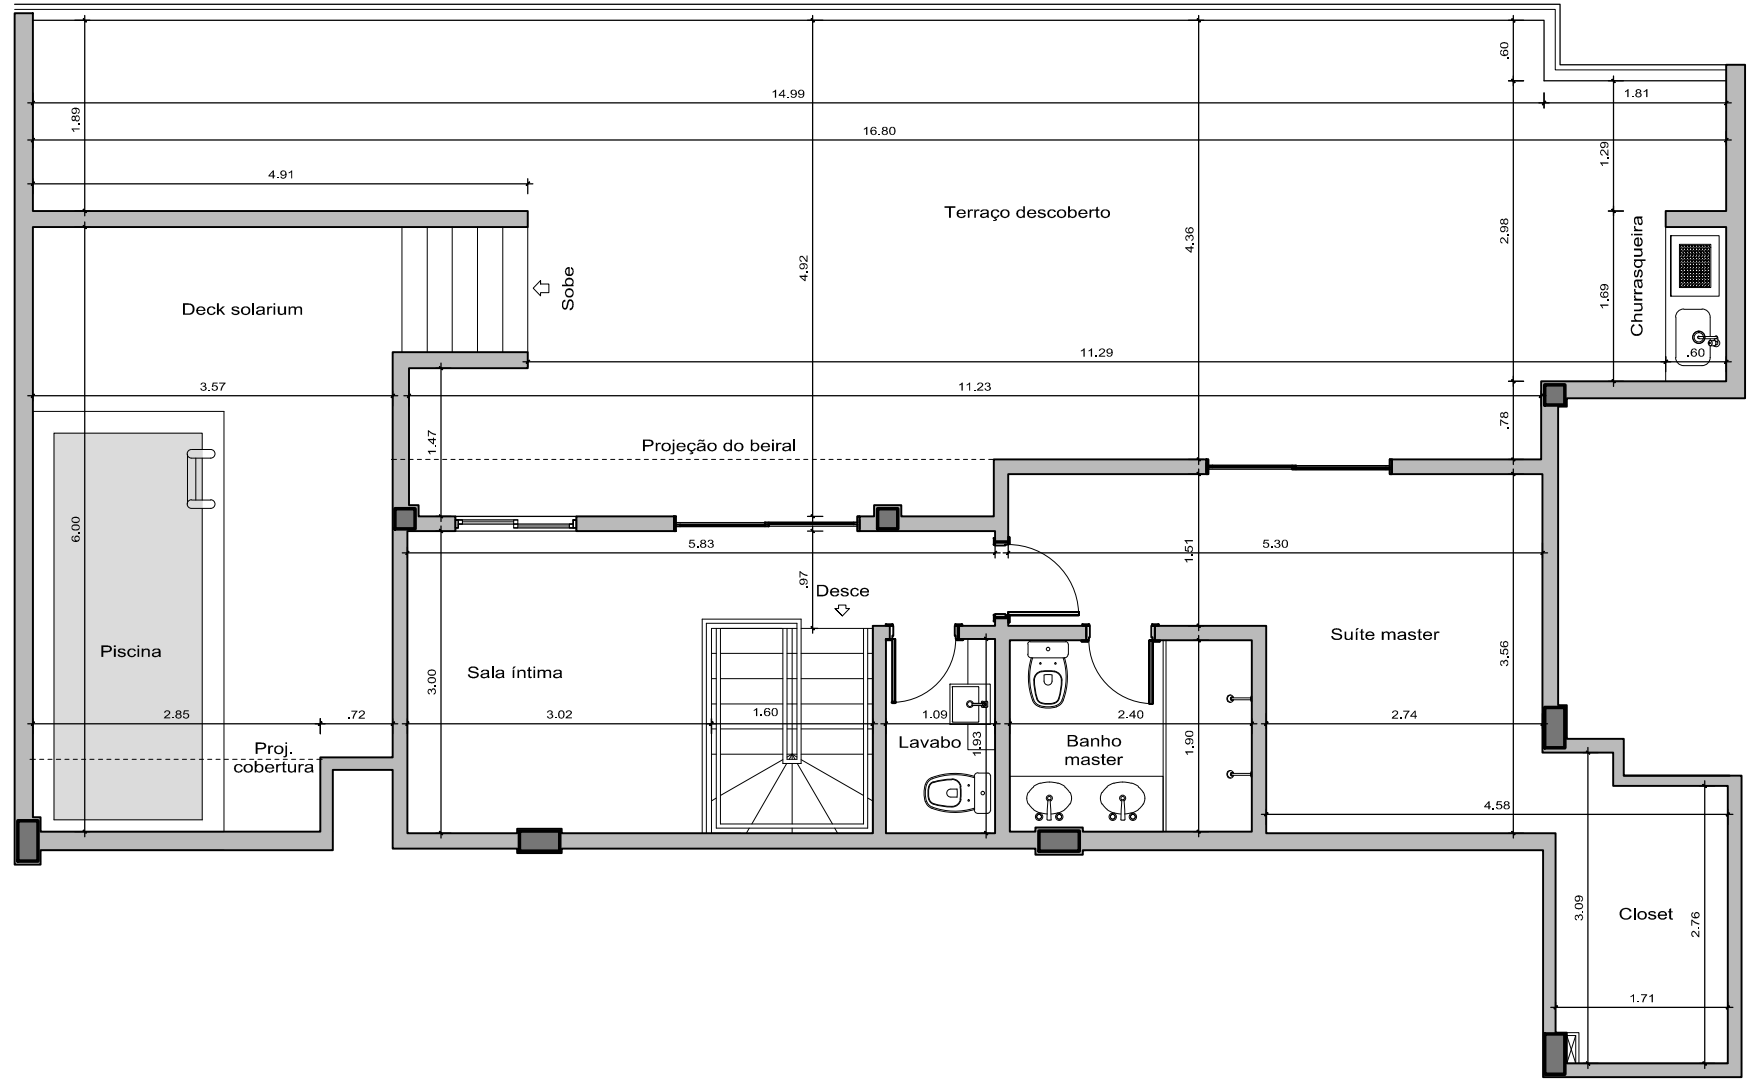 .60
14.99
1.81
1.89
16.80
1.29
4.91
Terraço descoberto
4.36
2.98
4.92
Churrasqueira
Sobe
1.69
Deck solarium
11.29
.60
3.57
11.23
1.47
.78
Projeção do beiral
6.00
5.83
1.51
5.30
.97
Desce
Suíte master
Piscina
Sala íntima
3.00
3.56
2.85
.72
3.02
1.60
1.09
2.40
2.74
Lavabo
1.93
Banho
master
1.90
Proj.
cobertura
4.58
3.09
Closet
2.76
1.71